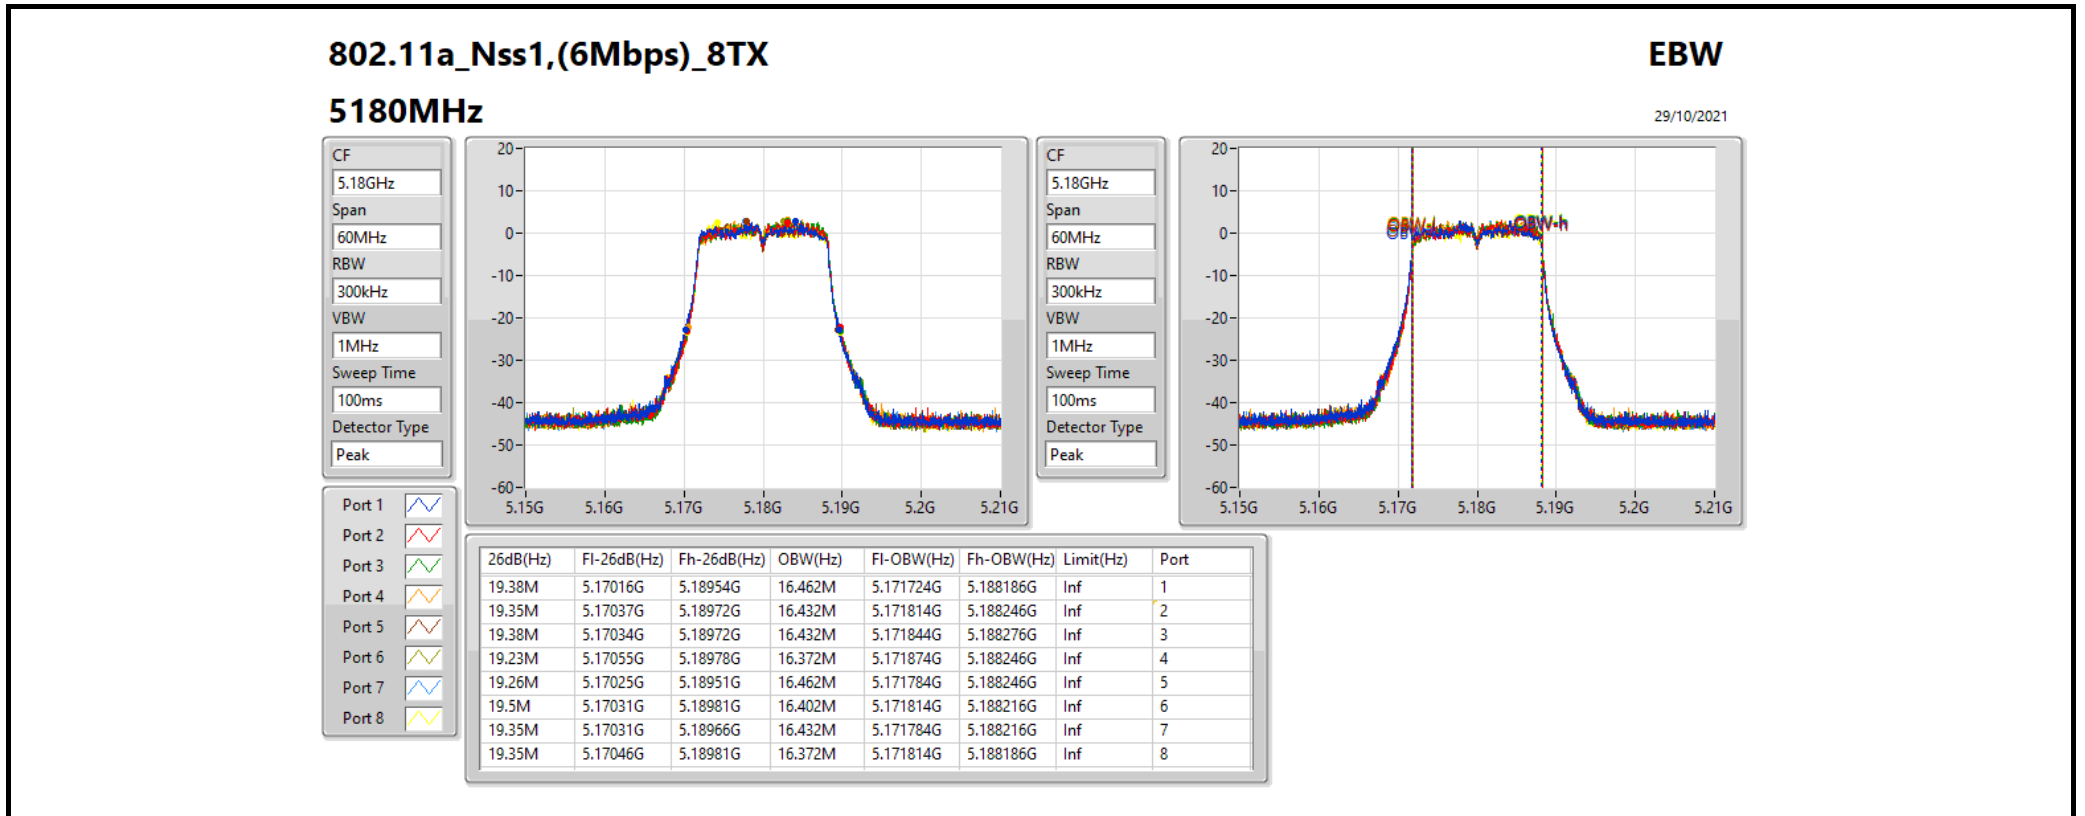 802.11a_Nss1,(6Mbps)_8TX
EBW
5180MHz
29/10/2021
CF
5.18GHz
Span
60MHz
RBW
300kHz
VBW
1MHz
Sweep Time
100ms
Detector Type
Peak
20
10
0
-10
-20
-30
-40
-50
-60
5.15G 5.16G 5.17G 5.18G 5.19G 5.2G 5.21G
CF
5.18GHz
Span
60MHz
RBW
300kHz
VBW
1MHz
Sweep Time
100ms
Detector Type
Peak
20
10
0
-10
-20
-30
-40
-50
-60
OBW-h
5.15G 5.16G 5.17G 5.18G 5.19G 5.2G 5.21G
Port 1
Port 2
Port 3
Port 4
Port 5
Port 6
Port 7
Port 8
26dB(Hz) Fl-26dB(Hz) Fh-26dB(Hz) OBW(Hz) Fl-OBW(Hz) Fh-OBW(Hz) Limit(Hz) Port
19.38M 5.17016G 5.18954G 16.462M 5.171724G 5.188186G Inf 1
19.35M 5.17037G 5.18972G 16.432M 5.171814G 5.188246G Inf 2
19.38M 5.17034G 5.18972G 16.432M 5.171844G 5.188276G Inf 3
19.23M 5.17055G 5.18978G 16.372M 5.171874G 5.188246G Inf 4
19.26M 5.17025G 5.18951G 16.462M 5.171784G 5.188246G Inf 5
19.5M 5.17031G 5.18981G 16.402M 5.171814G 5.188216G Inf 6
19.35M 5.17031G 5.18966G 16.432M 5.171784G 5.188216G Inf 7
19.35M 5.17046G 5.18981G 16.372M 5.171814G 5.188186G Inf 8